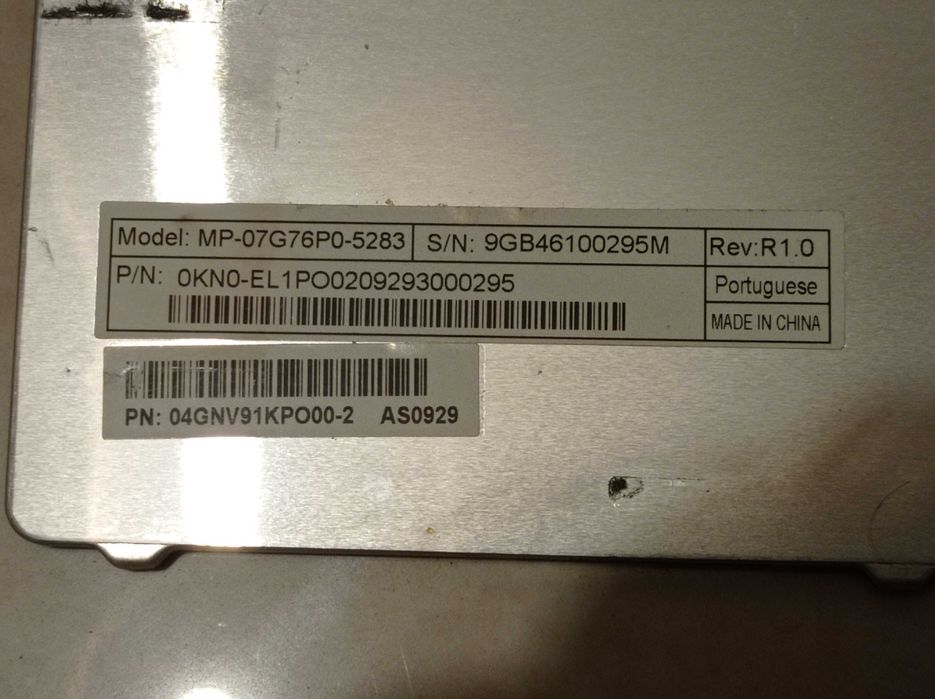 Model: MP-07G76P0-5283 S/N: 9GB46100295M Rev:R1.0
P/N: 0KN0-EL1PO0209293000295 Portuguese
MADE IN CHINA
PN: 04GNV91KPO00-2 AS0929